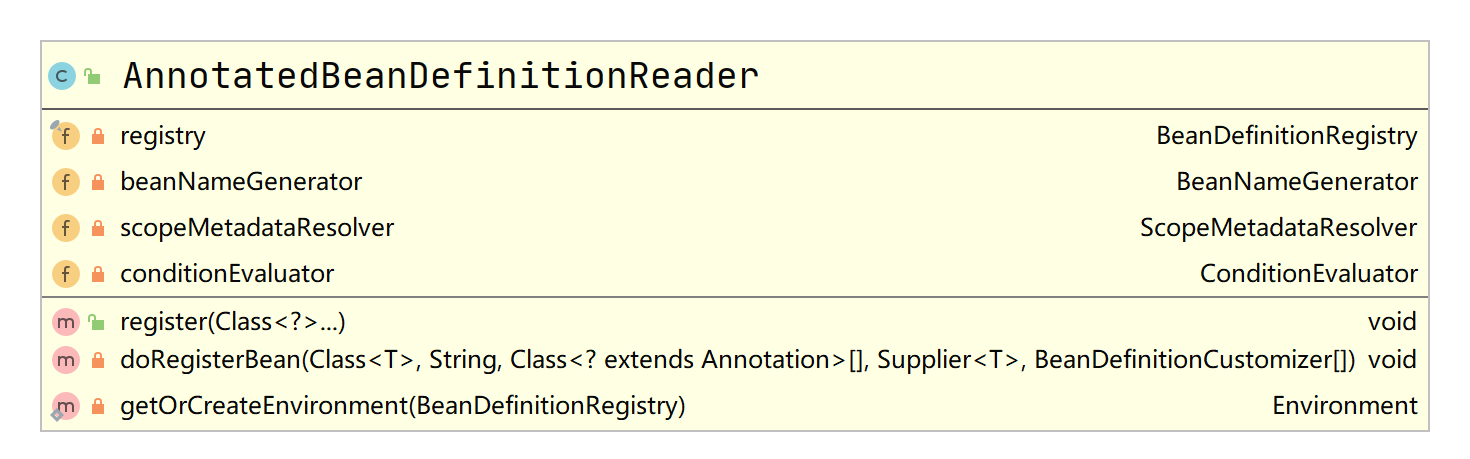 C AnnotatedBeanDefinitionReader
f registry BeanDefinitionRegistry
f beanNameGenerator BeanNameGenerator
f scopeMetadataResolver ScopeMetadataResolver
f conditionEvaluator ConditionEvaluator
m register(Class<?>...) void
m doRegisterBean(Class<T>, String, Class<? extends Annotation>[], Supplier<T>, BeanDefinitionCustomizer[]) void
m getOrCreateEnvironment(BeanDefinitionRegistry) Environment